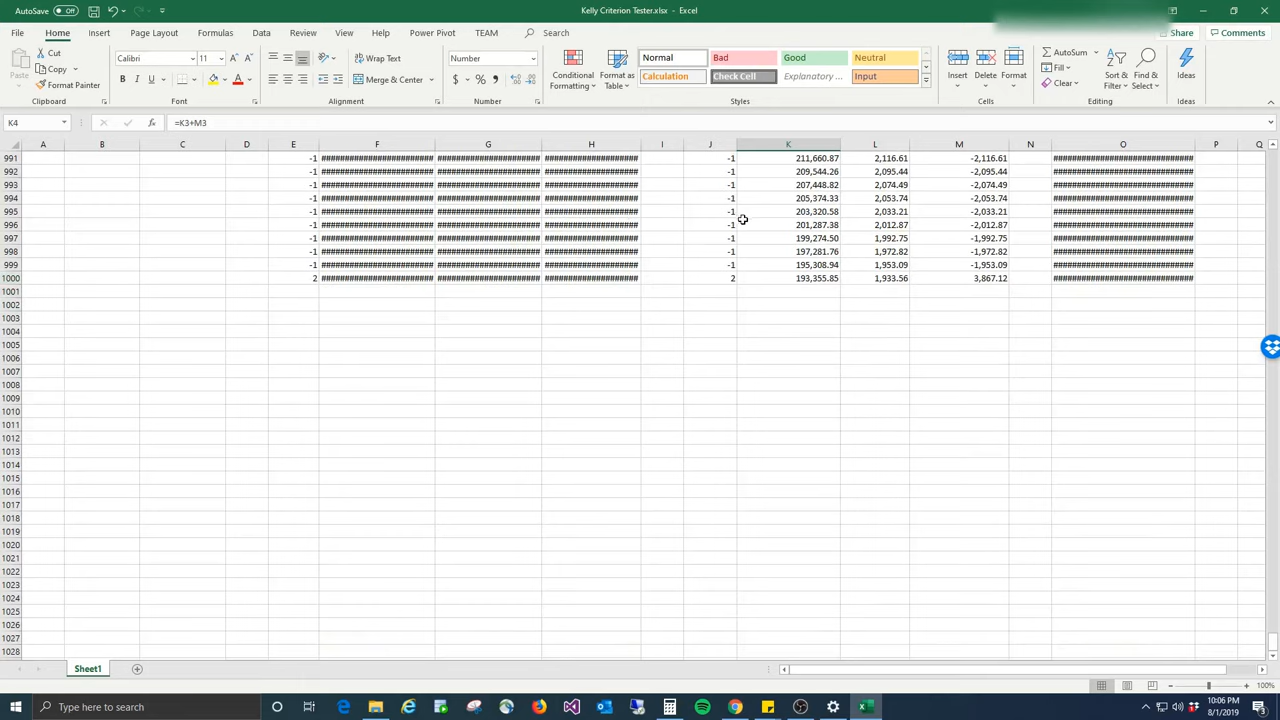 AutoSave Off Kelly Criterion Tester.xlsx - Excel
File Home Insert Page Layout Formulas Data Review View Help Power Pivot TEAM Search Share Comments
Paste Cut Copy Format Painter Clipboard
Calibri 11 B I U A A A Font
Wrap Text Merge & Center Alignment
Number $ % , Number
Conditional Formatting Format as Table Normal Bad Good Neutral Calculation Check Cell Explanatory ... Input Styles
Insert Delete Format Cells
AutoSum Fill Clear Sort & Filter Find & Select Editing
Ideas Ideas
K4 fx =K3+M3
A B C D E F G H I J K L M N O P Q
991 -1 ######################## ###################### #################### -1 211,660.87 2,116.61 -2,116.61 ##############################
992 -1 ######################## ###################### #################### -1 209,544.26 2,095.44 -2,095.44 ##############################
993 -1 ######################## ###################### #################### -1 207,448.82 2,074.49 -2,074.49 ##############################
994 -1 ######################## ###################### #################### -1 205,374.33 2,053.74 -2,053.74 ##############################
995 -1 ######################## ###################### #################### -1 203,320.58 2,033.21 -2,033.21 ##############################
996 -1 ######################## ###################### #################### -1 201,287.38 2,012.87 -2,012.87 ##############################
997 -1 ######################## ###################### #################### -1 199,274.50 1,992.75 -1,992.75 ##############################
998 -1 ######################## ###################### #################### -1 197,281.76 1,972.82 -1,972.82 ##############################
999 -1 ######################## ###################### #################### -1 195,308.94 1,953.09 -1,953.09 ##############################
1000 2 ######################## ###################### #################### 2 193,355.85 1,933.56 3,867.12 ##############################
1001
1002
1003
1004
1005
1006
1007
1008
1009
1010
1011
1012
1013
1014
1015
1016
1017
1018
1019
1020
1021
1022
1023
1024
1025
1026
1027
1028
Sheet1
100%
Type here to search
10:06 PM
8/1/2019
3